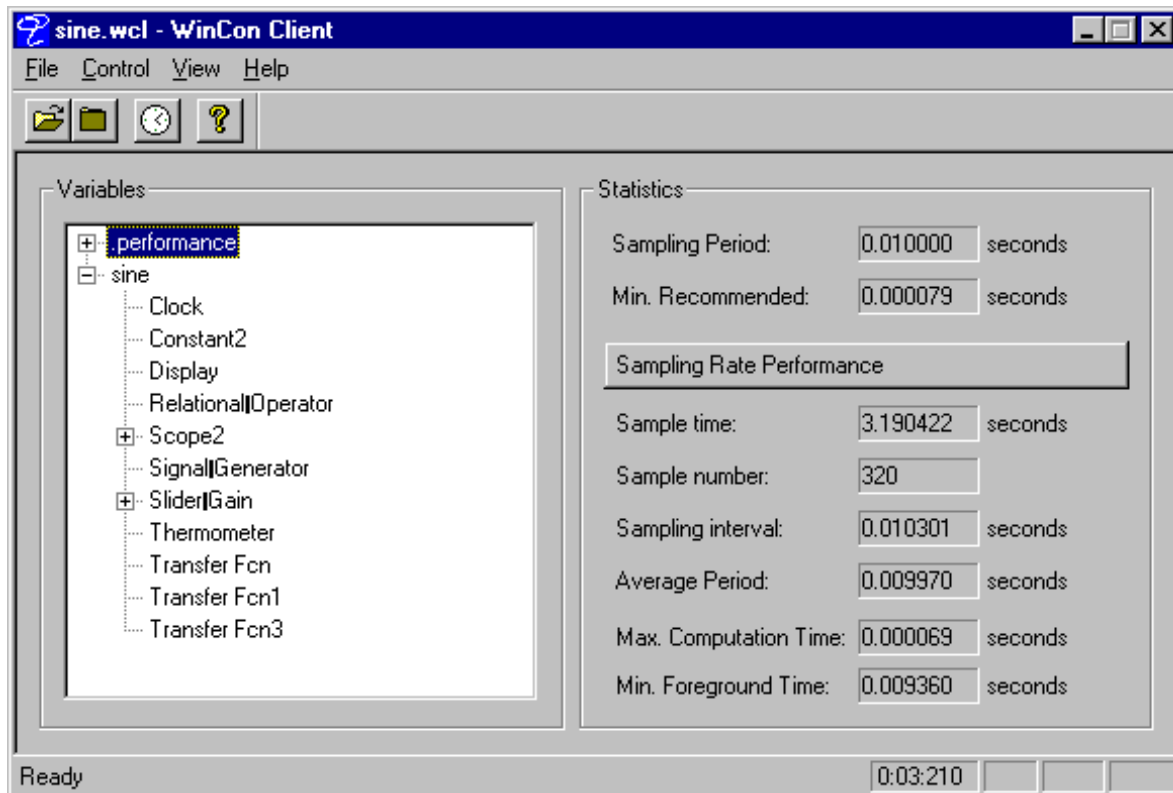 sine.wcl - WinCon Client
File Control View Help
Variables
.performance
sine
Clock
Constant2
Display
Relational|Operator
Scope2
Signal|Generator
Slider|Gain
Thermometer
Transfer Fcn
Transfer Fcn1
Transfer Fcn3
Statistics
Sampling Period: 0.010000 seconds
Min. Recommended: 0.000079 seconds
Sampling Rate Performance
Sample time: 3.190422 seconds
Sample number: 320
Sampling interval: 0.010301 seconds
Average Period: 0.009970 seconds
Max. Computation Time: 0.000069 seconds
Min. Foreground Time: 0.009360 seconds
Ready 0:03:210